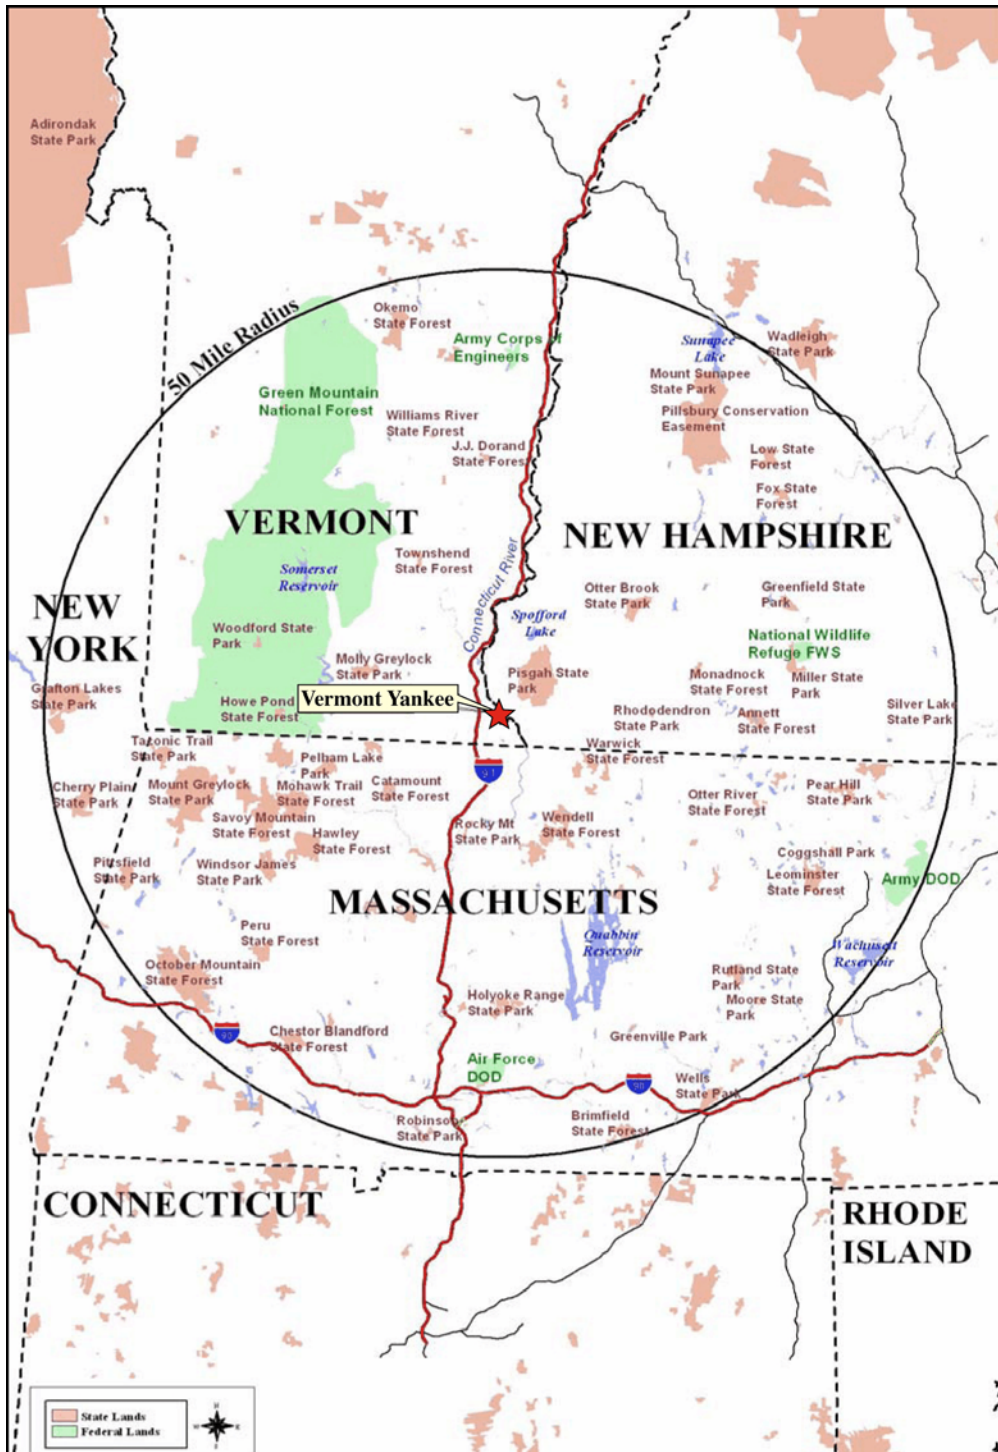 Adirondak
State Park
50 Mile Radius
Okemo
State Forest
Army Corps of
Engineers
Sunapee
Lake
Wadleigh
State Park
Mount Sunapee
State Park
Green Mountain
National Forest
Williams River
State Forest
Pillsbury Conservation
Easement
J.J. Dorand
State Forest
Low State
Forest
Fox State
Forest
VERMONT
NEW HAMPSHIRE
Connecticut River
Townshend
State Forest
Somerset
Reservoir
NEW
YORK
Otter Brook
State Park
Greenfield State
Park
Spofford
Lake
Woodford State
Park
National Wildlife
Refuge FWS
Molly Greylock
State Park
Pisgah State
Park
Monadnock
State Forest
Miller State
Park
Grafton Lakes
State Park
Howe Pond
State Forest
Vermont Yankee
Rhododendron
State Park
Annett
State Forest
Silver Lake
State Park
Taconic Trail
State Park
Warwick
State Forest
Pelham Lake
Park
91
Cherry Plain
State Park
Mount Greylock
State Park
Mohawk Trail
State Forest
Catamount
State Forest
Otter River
State Forest
Pear Hill
State Park
Savoy Mountain
State Forest
Hawley
State Forest
Rocky Mt
State Park
Wendell
State Forest
Pittsfield
State Park
Windsor James
State Park
Coggshall Park
Leominster
State Forest
Army DOD
MASSACHUSETTS
Peru
State Forest
Quabbin
Reservoir
Wachusett
Reservoir
October Mountain
State Forest
Rutland State
Park
Holyoke Range
State Park
Moore State
Park
90
Chestor Blandford
State Forest
Greenville Park
Air Force
DOD
90
Wells
State Park
Robinson
State Park
Brimfield
State Forest
CONNECTICUT
RHODE
ISLAND
State Lands
Federal Lands
N
W
E
S